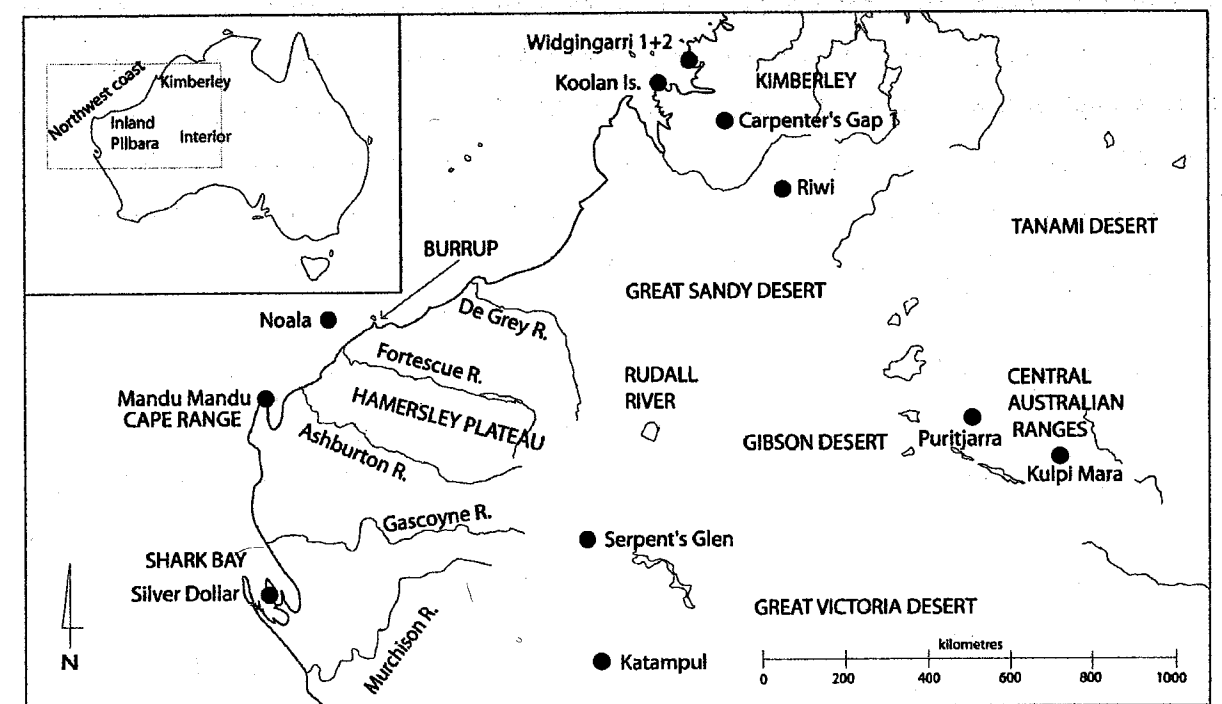 Northwest coast
Kimberley
Inland
Pilbara
Interior
Widgingarri 1+2
Koolan Is.
KIMBERLEY
Carpenter's Gap 1
Riwi
TANAMI DESERT
BURRUP
GREAT SANDY DESERT
Noala
De Grey R.
Fortescue R.
RUDALL
RIVER
CENTRAL
AUSTRALIAN
RANGES
Mandu Mandu
CAPE RANGE
HAMERSLEY PLATEAU
GIBSON DESERT
Puritjarra
Ashburton R.
Kulpi Mara
Gascoyne R.
Serpent's Glen
SHARK BAY
Silver Dollar
GREAT VICTORIA DESERT
Murchison R.
N
Katampul
kilometres
0 200 400 600 800 1000